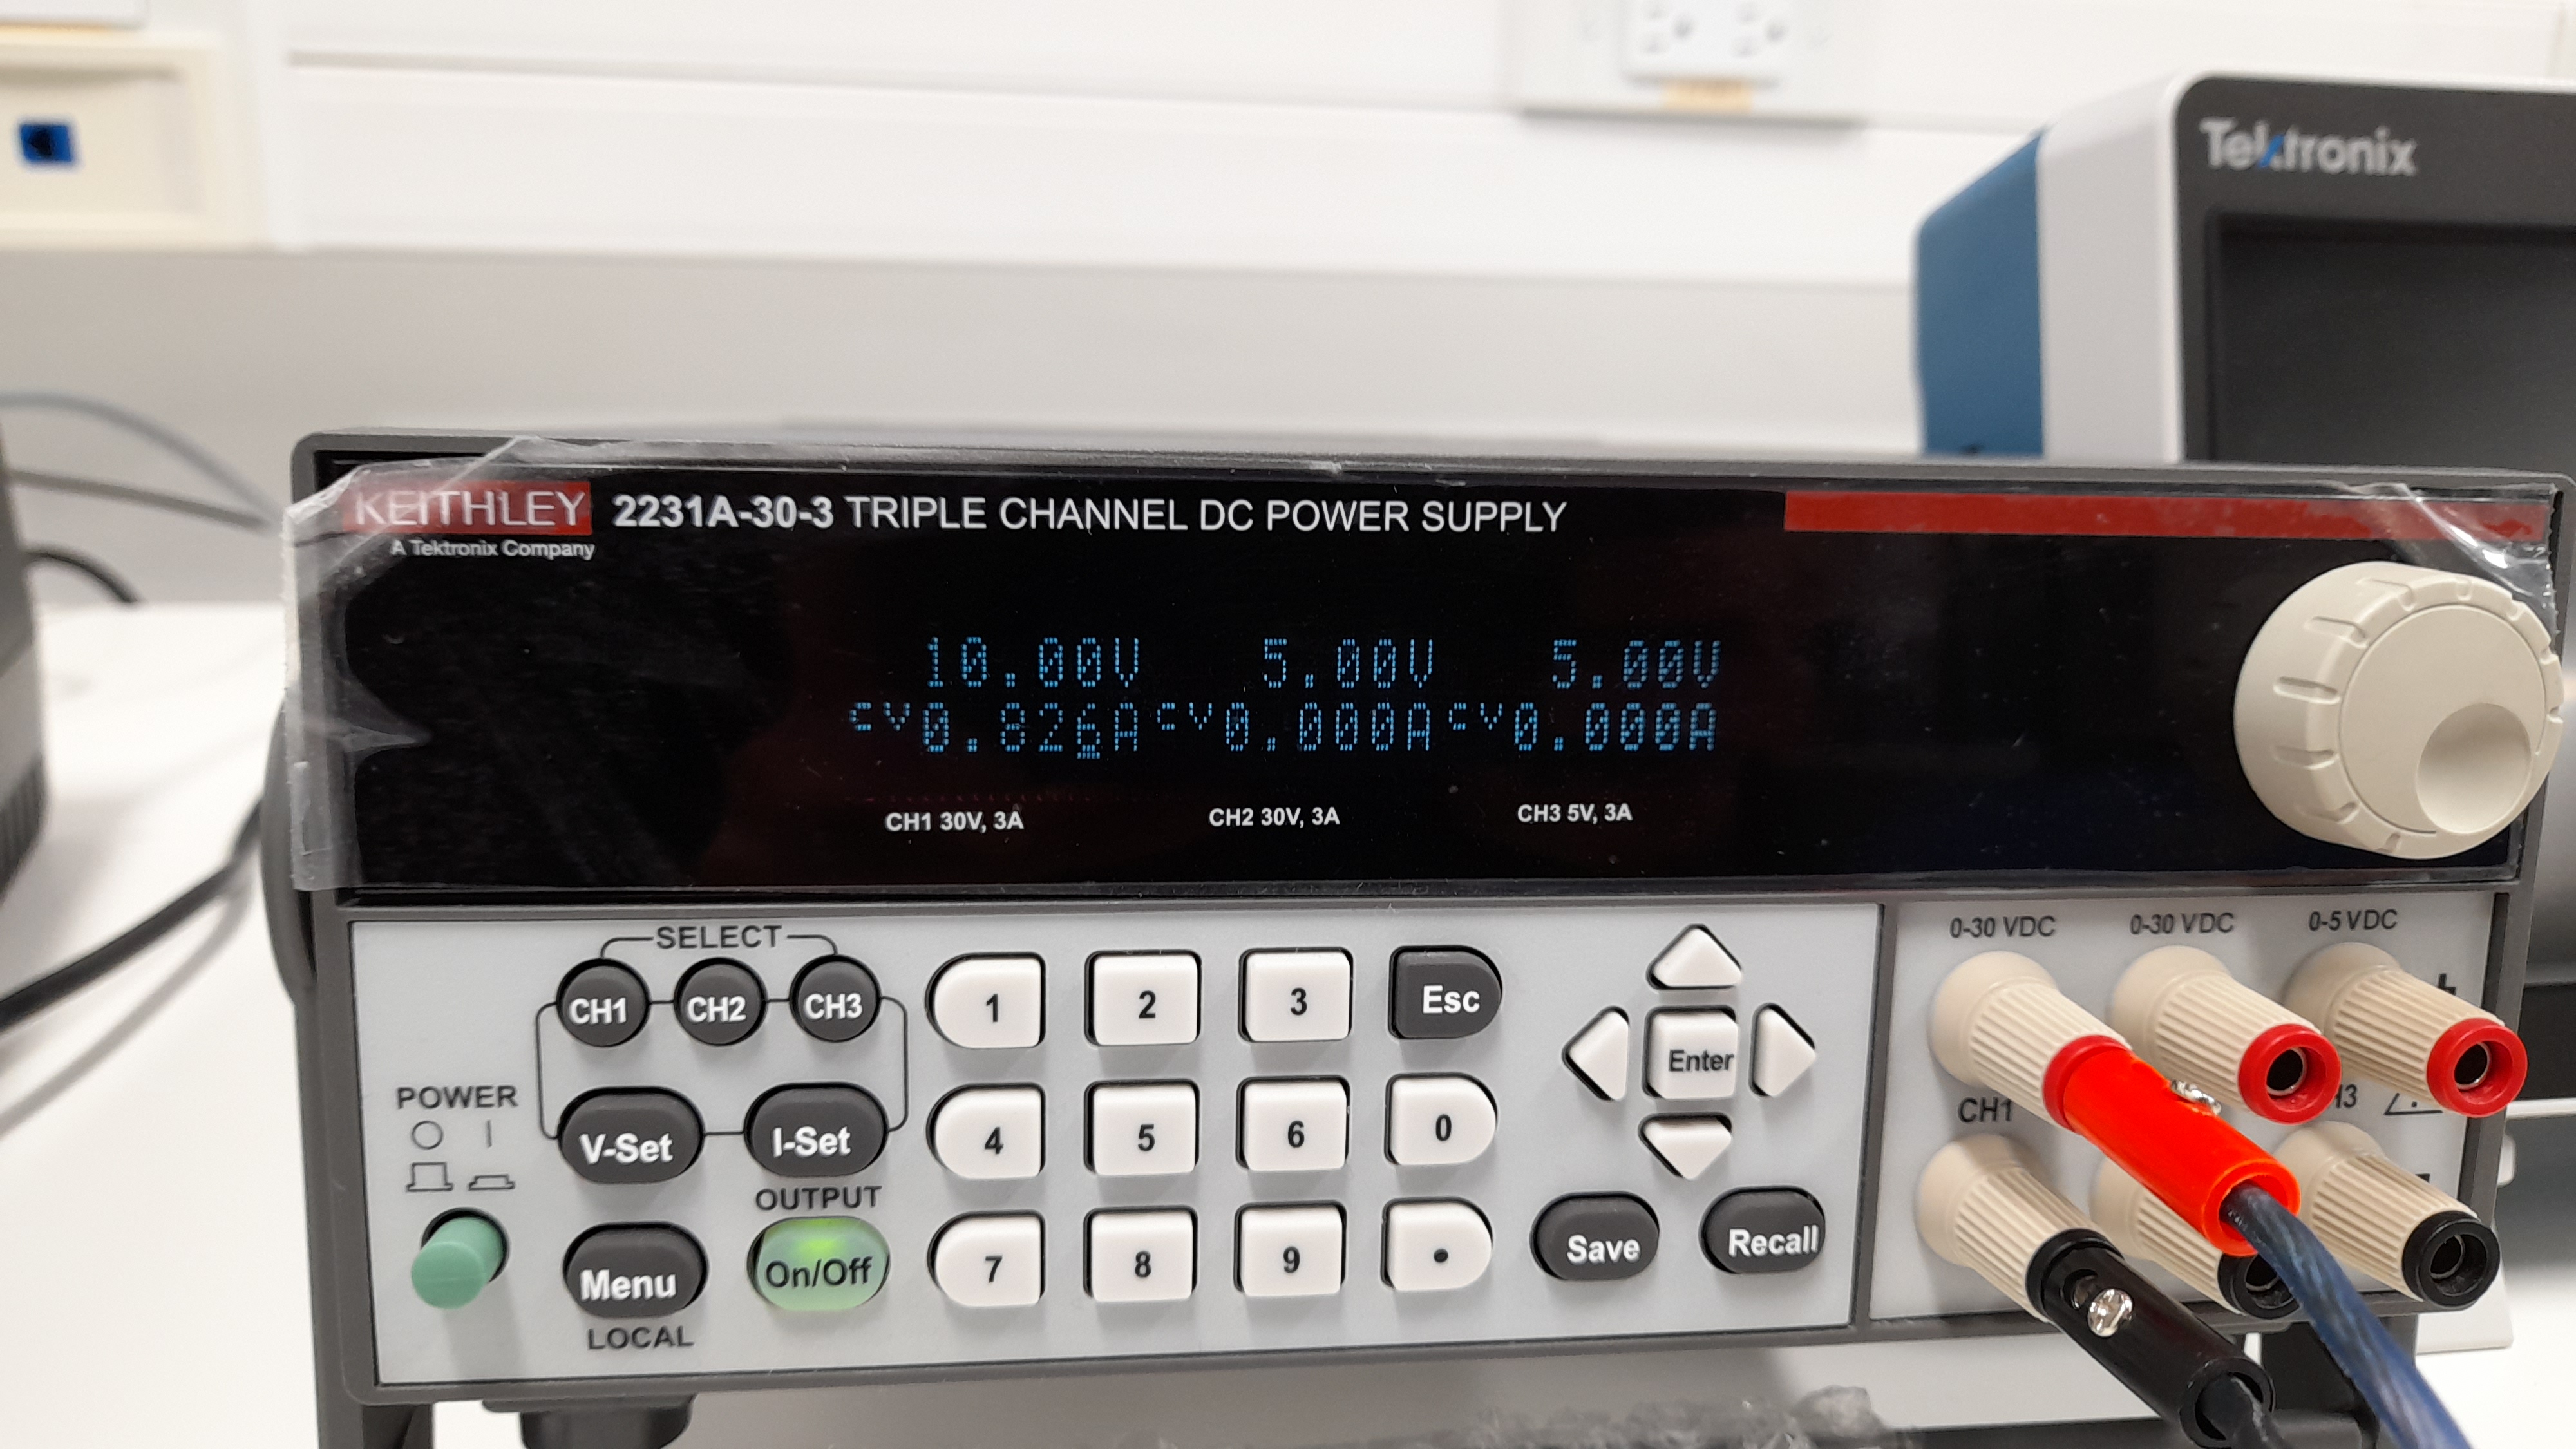 Tektronix
KEITHLEY 2231A-30-3 TRIPLE CHANNEL DC POWER SUPPLY
A Tektronix Company
10.00V 5.00V 5.00V
CV 0.826A CV 0.000A CV 0.000A
CH1 30V, 3A CH2 30V, 3A CH3 5V, 3A
0-30 VDC 0-30 VDC 0-5 VDC
SELECT
CH1 CH2 CH3
1 2 3 Esc
+
POWER
V-Set I-Set
4 5 6 0
Enter
CH1
OUTPUT
Menu On/Off
7 8 9 •
Save Recall
LOCAL